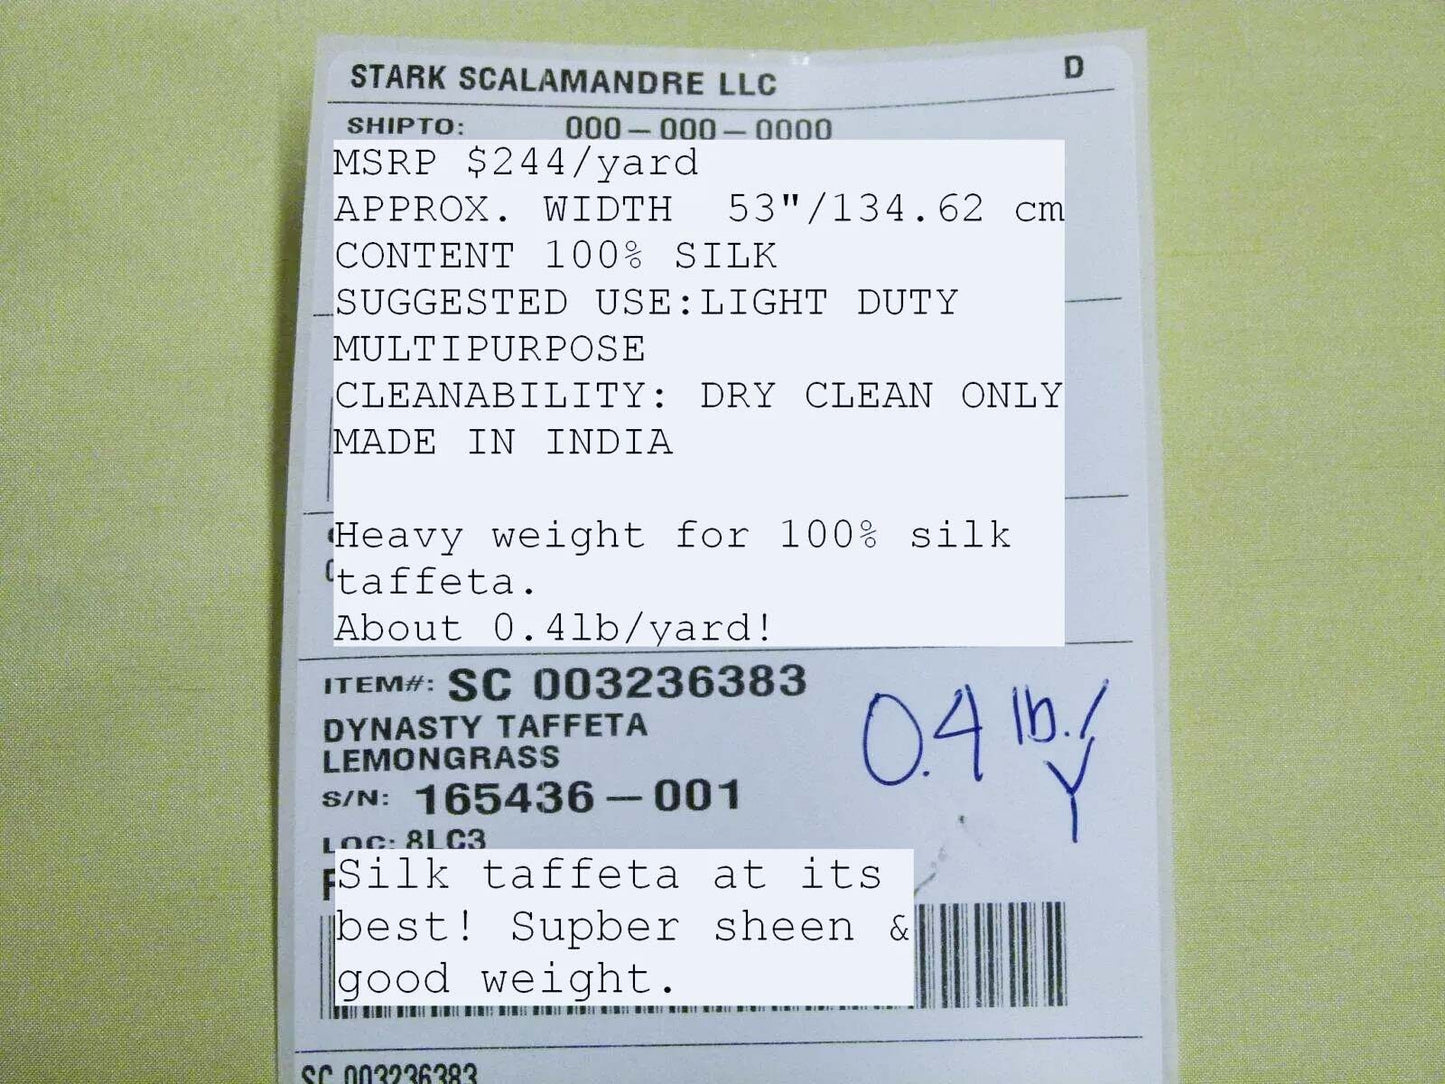 STARK SCALAMANDRE LLC D
SHIPTO: 000-000-0000
MSRP $244/yard
APPROX. WIDTH 53"/134.62 cm
CONTENT 100% SILK
SUGGESTED USE:LIGHT DUTY
MULTIPURPOSE
CLEANABILITY: DRY CLEAN ONLY
MADE IN INDIA
Heavy weight for 100% silk
taffeta.
About 0.4lb/yard!
ITEM#: SC 003236383
DYNASTY TAFFETA
LEMONGRASS
0.4 lb./
Y
S/N: 165436-001
LOC: 8LC3
Silk taffeta at its
best! Supber sheen &
good weight.
SC 003236383